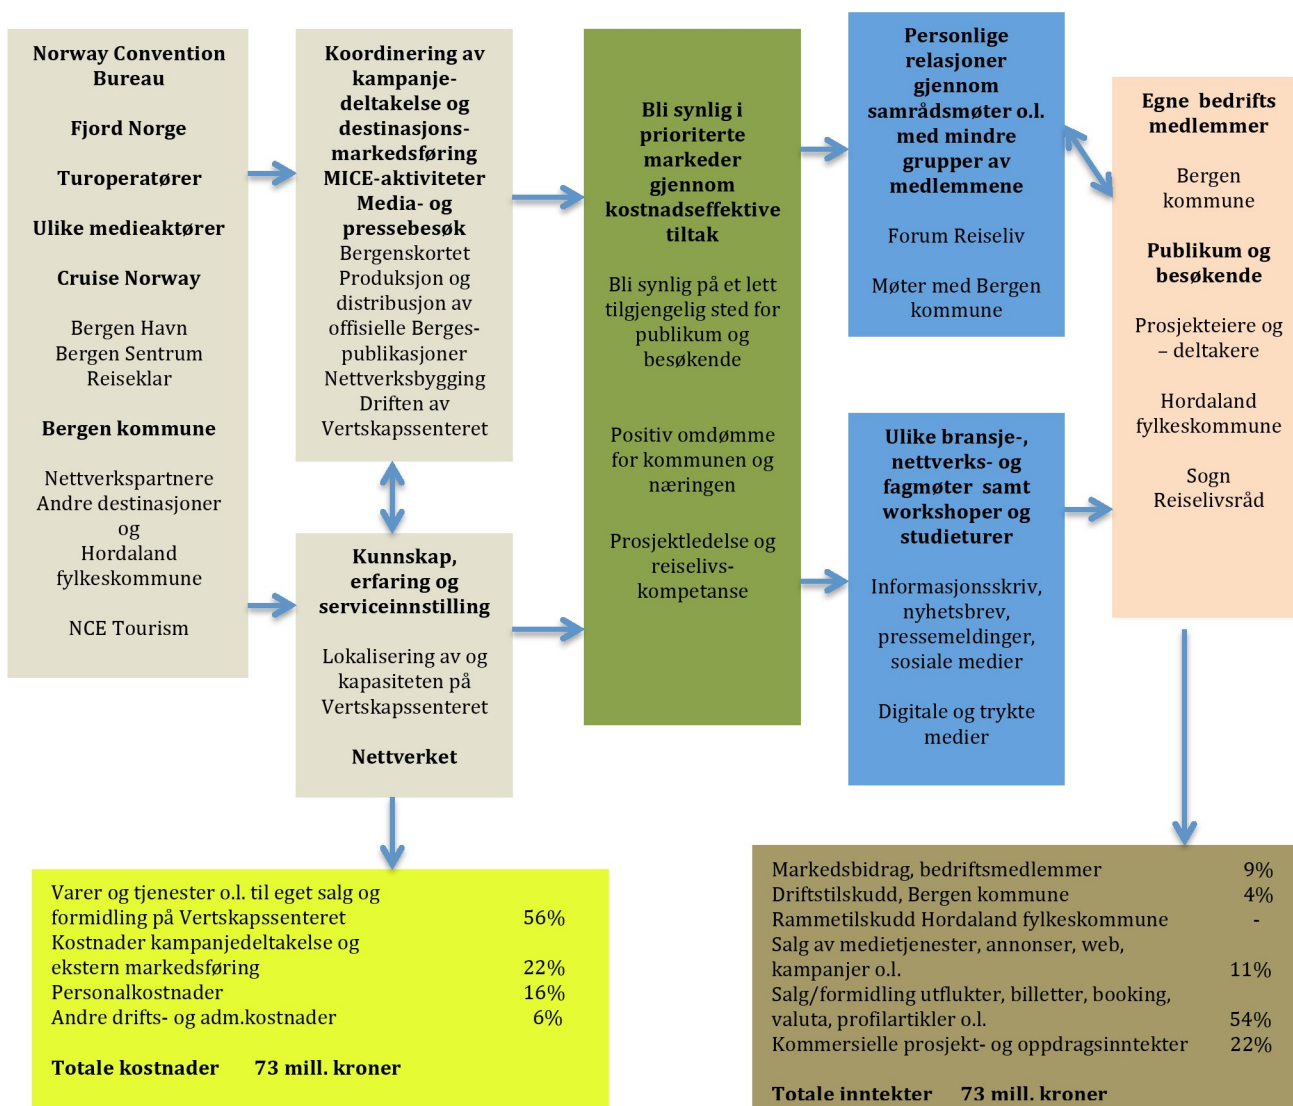 Norway Convention
Bureau
Fjord Norge
Turoperatører
Ulike medieaktører
Cruise Norway
Bergen Havn
Bergen Sentrum
Reiseklar
Bergen kommune
Nettverkspartnere
Andre destinasjoner
og
Hordaland
fylkeskommune
NCE Tourism
Koordinering av
kampanje-
deltakelse og
destinasjons-
markedsføring
MICE-aktiviteter
Media- og
pressebesøk
Bergenskortet
Produksjon og
distribusjon av
offisielle Berges-
publikasjoner
Nettverksbygging
Driften av
Vertskapssenteret
Kunnskap,
erfaring og
serviceinnstilling
Lokalisering av og
kapasiteten på
Vertskapssenteret
Nettverket
Bli synlig i
prioriterte
markeder
gjennom
kostnadseffektive
tiltak
Bli synlig på et lett
tilgjengelig sted for
publikum og
besøkende
Positiv omdømme
for kommunen og
næringen
Prosjektledelse og
reiselivs-
kompetanse
Personlige
relasjoner
gjennom
samrådsmøter o.l.
med mindre
grupper av
medlemmene
Forum Reiseliv
Møter med Bergen
kommune
Ulike bransje-,
nettverks- og
fagmøter samt
workshoper og
studieturer
Informasjonsskriv,
nyhetsbrev,
pressemeldinger,
sosiale medier
Digitale og trykte
medier
Egne bedrifts
medlemmer
Bergen
kommune
Publikum og
besøkende
Prosjekteiere og
– deltakere
Hordaland
fylkeskommune
Sogn
Reiselivsråd
Varer og tjenester o.l. til eget salg og
formidling på Vertskapssenteret 56%
Kostnader kampanjedeltakelse og
ekstern markedsføring 22%
Personalkostnader 16%
Andre drifts- og adm.kostnader 6%
Totale kostnader 73 mill. kroner
Markedsbidrag, bedriftsmedlemmer 9%
Driftstilskudd, Bergen kommune 4%
Rammetilskudd Hordaland fylkeskommune -
Salg av medietjenester, annonser, web,
kampanjer o.l. 11%
Salg/formidling utflukter, billetter, booking,
valuta, profilartikler o.l. 54%
Kommersielle prosjekt- og oppdragsinntekter 22%
Totale inntekter 73 mill. kroner